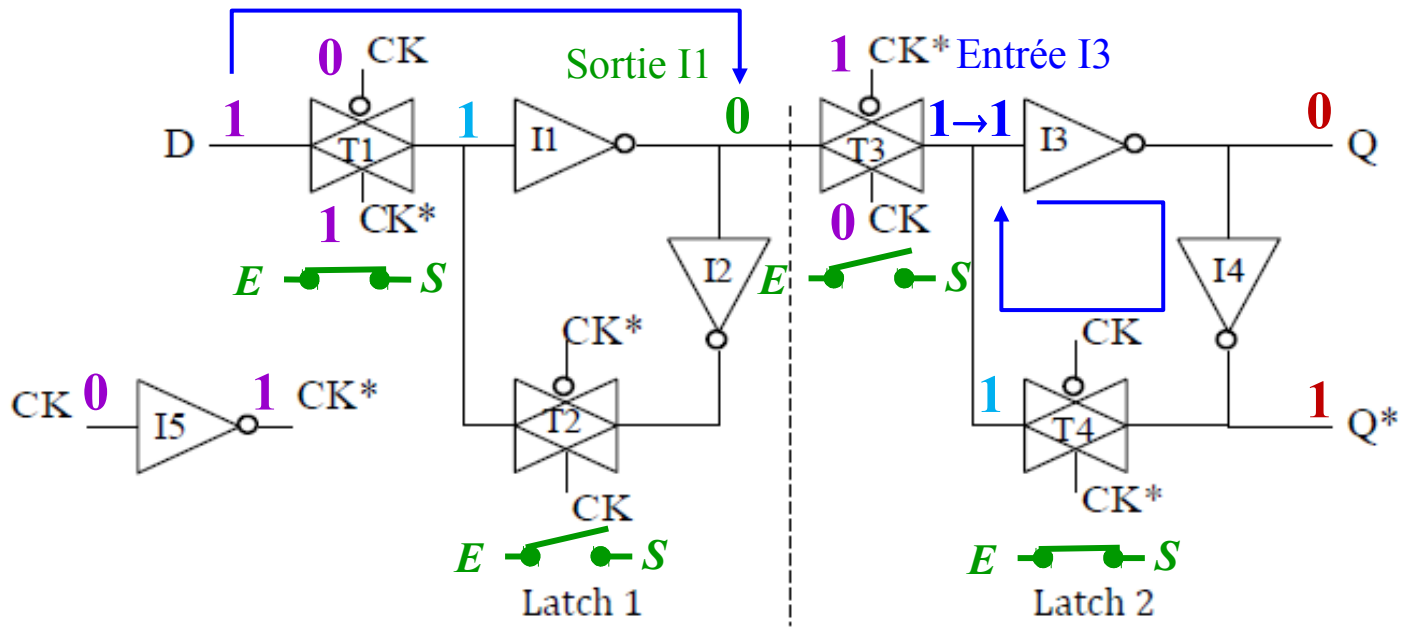 0 CK
Sortie I1
1 CK* Entrée I3
D 1 T1 1 I1 0 T3 1→1 I3 0 Q
1 CK*
0 CK
E S
I2
E S
I4
CK*
CK
CK 0 I5 1 CK*
T2
1 T4 1 Q*
CK
CK*
E S
E S
Latch 1
Latch 2